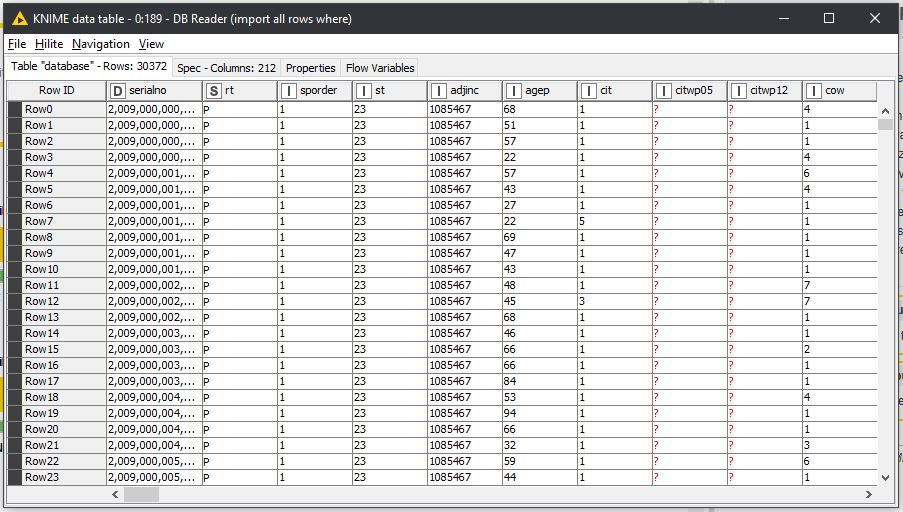 KNIME data table - 0:189 - DB Reader (import all rows where)
File Hilite Navigation View
Table "database" - Rows: 30372 Spec - Columns: 212 Properties Flow Variables
Row ID D serialno S rt I sporder I st I adjinc I agep I cit I citwp05 I citwp12 I cow
Row0 2,009,000,000,... P 1 23 1085467 68 1 ? ? 4
Row1 2,009,000,000,... P 1 23 1085467 51 1 ? ? 1
Row2 2,009,000,000,... P 1 23 1085467 57 1 ? ? 1
Row3 2,009,000,000,... P 1 23 1085467 22 1 ? ? 4
Row4 2,009,000,001,... P 1 23 1085467 57 1 ? ? 6
Row5 2,009,000,001,... P 1 23 1085467 43 1 ? ? 4
Row6 2,009,000,001,... P 1 23 1085467 27 1 ? ? 1
Row7 2,009,000,001,... P 1 23 1085467 22 5 ? ? 1
Row8 2,009,000,001,... P 1 23 1085467 69 1 ? ? 1
Row9 2,009,000,001,... P 1 23 1085467 47 1 ? ? 1
Row10 2,009,000,001,... P 1 23 1085467 43 1 ? ? 1
Row11 2,009,000,002,... P 1 23 1085467 48 1 ? ? 7
Row12 2,009,000,002,... P 1 23 1085467 45 3 ? ? 7
Row13 2,009,000,002,... P 1 23 1085467 68 1 ? ? 1
Row14 2,009,000,003,... P 1 23 1085467 46 1 ? ? 1
Row15 2,009,000,003,... P 1 23 1085467 66 1 ? ? 2
Row16 2,009,000,003,... P 1 23 1085467 66 1 ? ? 1
Row17 2,009,000,003,... P 1 23 1085467 84 1 ? ? 1
Row18 2,009,000,004,... P 1 23 1085467 53 1 ? ? 4
Row19 2,009,000,004,... P 1 23 1085467 94 1 ? ? 1
Row20 2,009,000,004,... P 1 23 1085467 66 1 ? ? 1
Row21 2,009,000,004,... P 1 23 1085467 32 1 ? ? 3
Row22 2,009,000,005,... P 1 23 1085467 59 1 ? ? 6
Row23 2,009,000,005,... P 1 23 1085467 44 1 ? ? 1